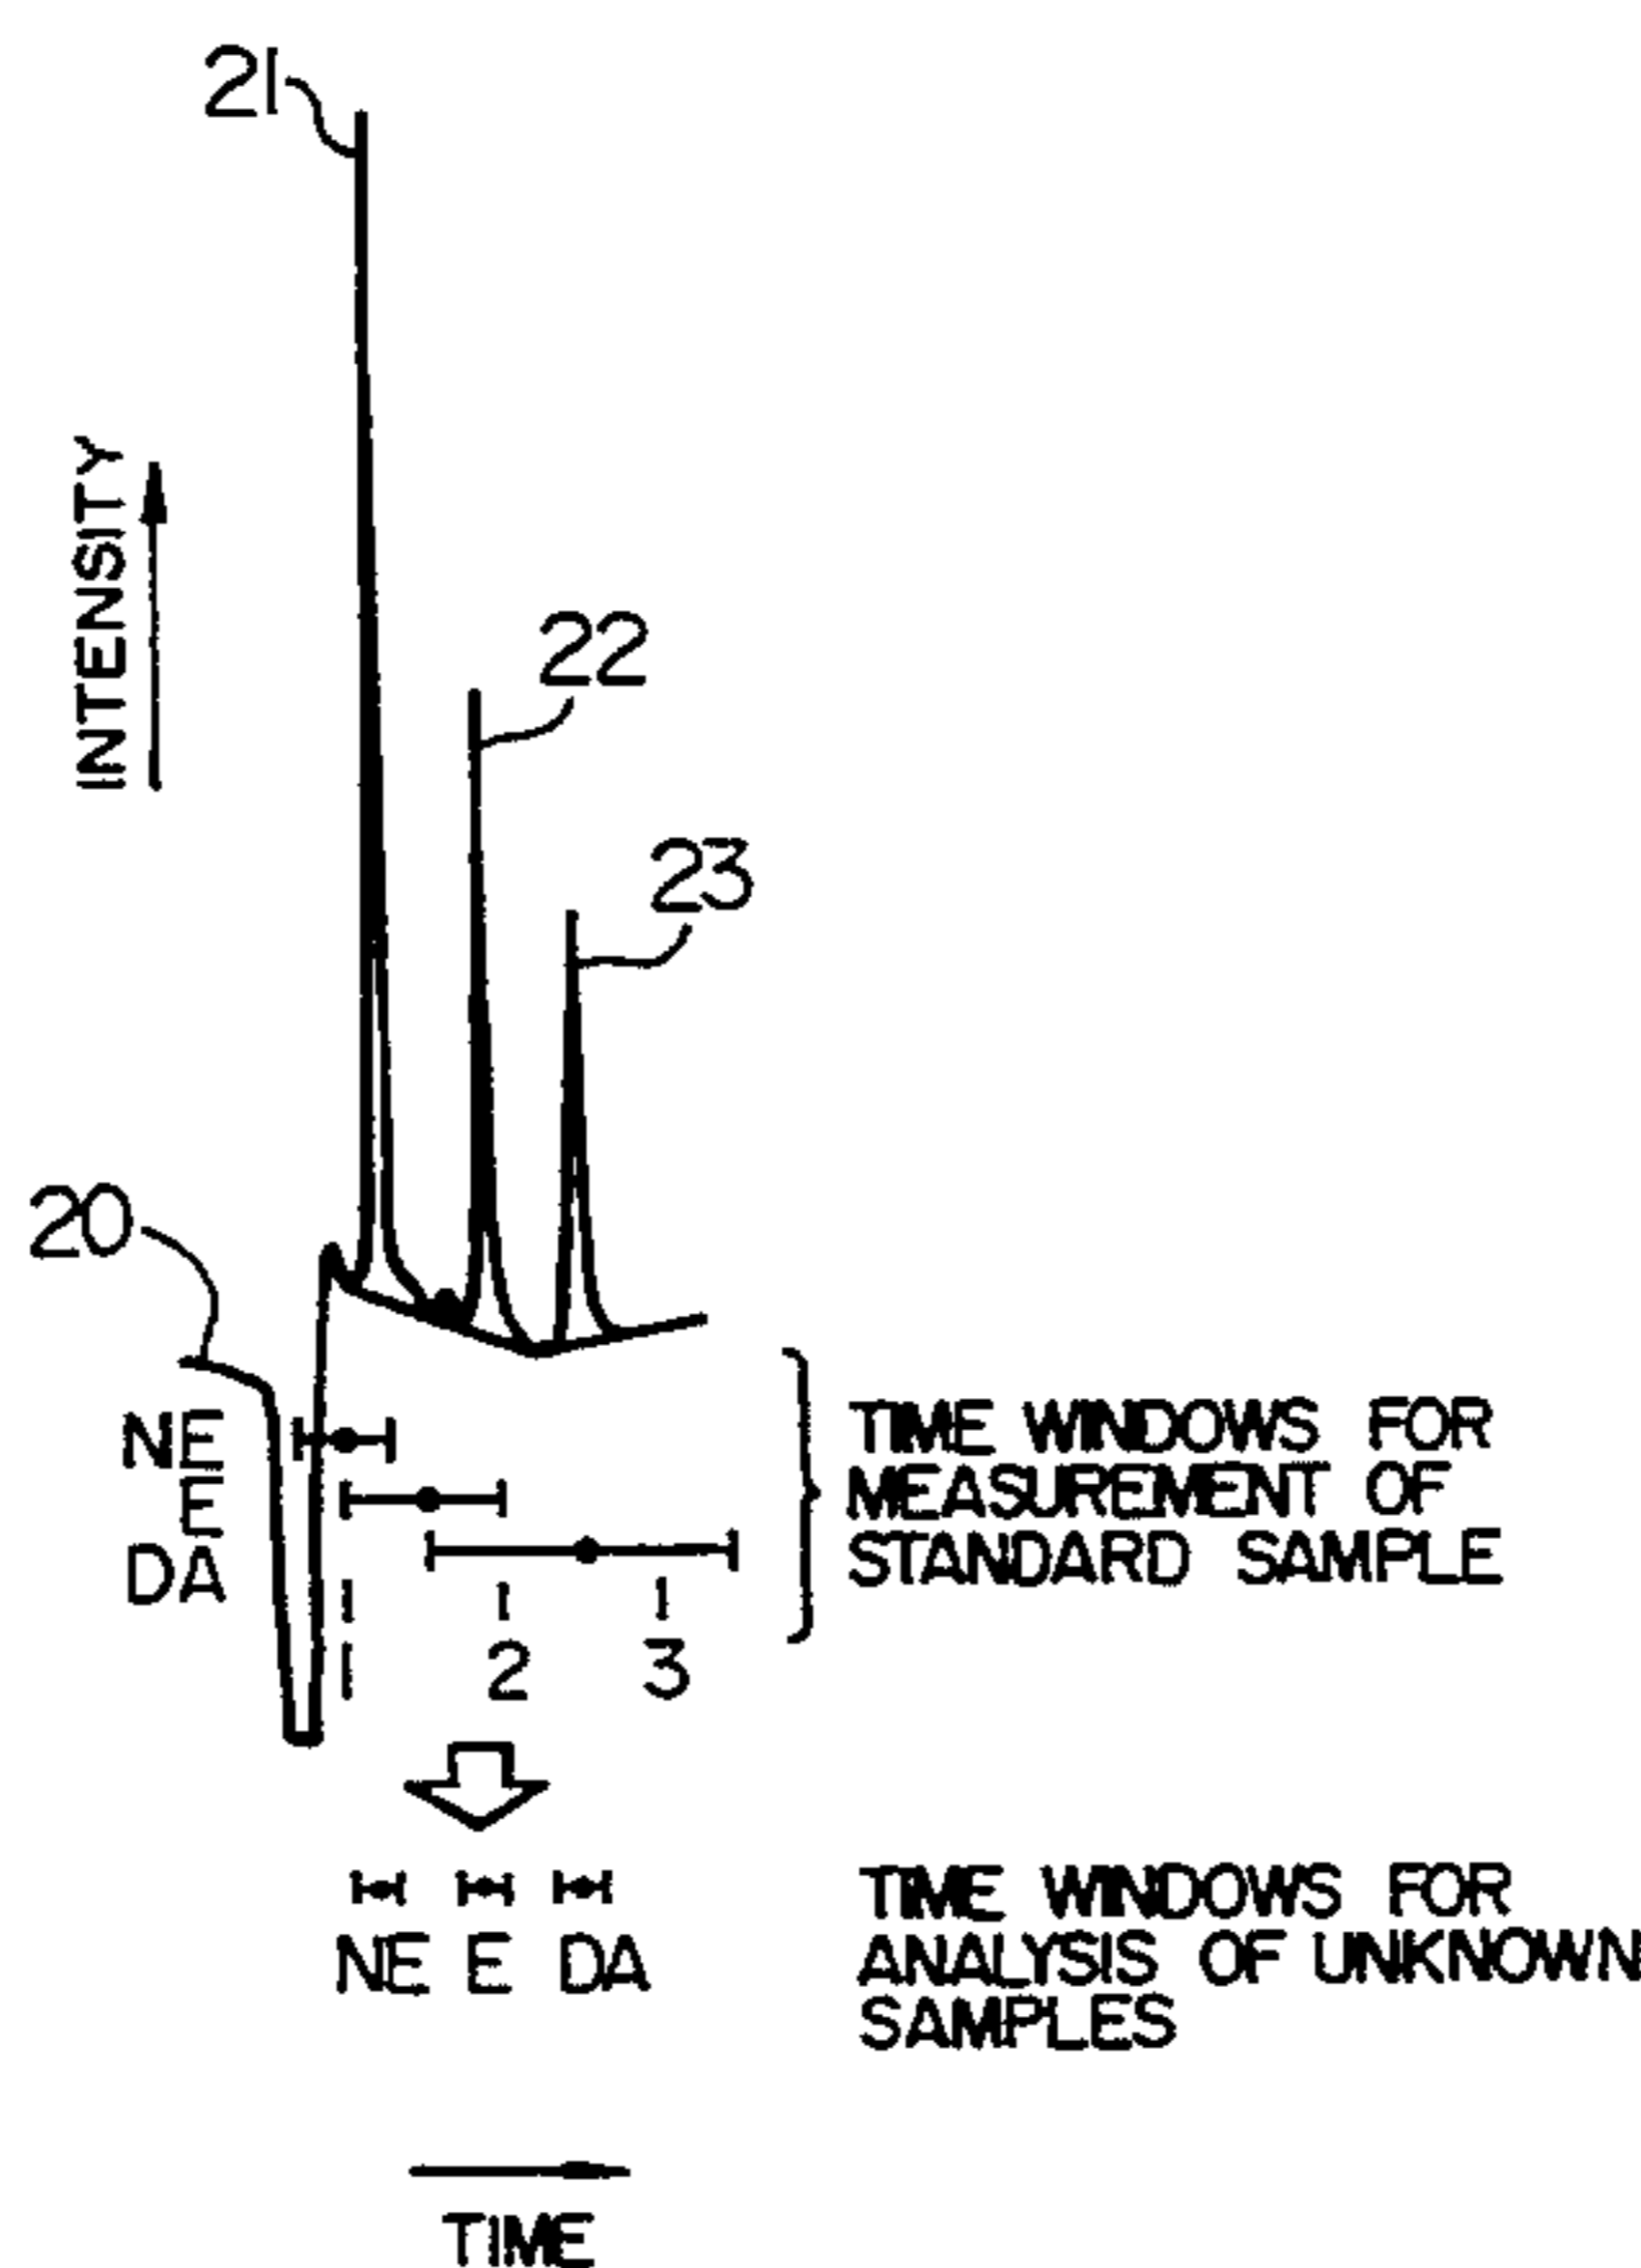 21
INTENSITY
22
23
20
NE
E
DA
TIME WINDOWS FOR
MEASUREMENT OF
STANDARD SAMPLE
1 2 3
NE E DA
TIME WINDOWS FOR
ANALYSIS OF UNKNOWN
SAMPLES
TIME